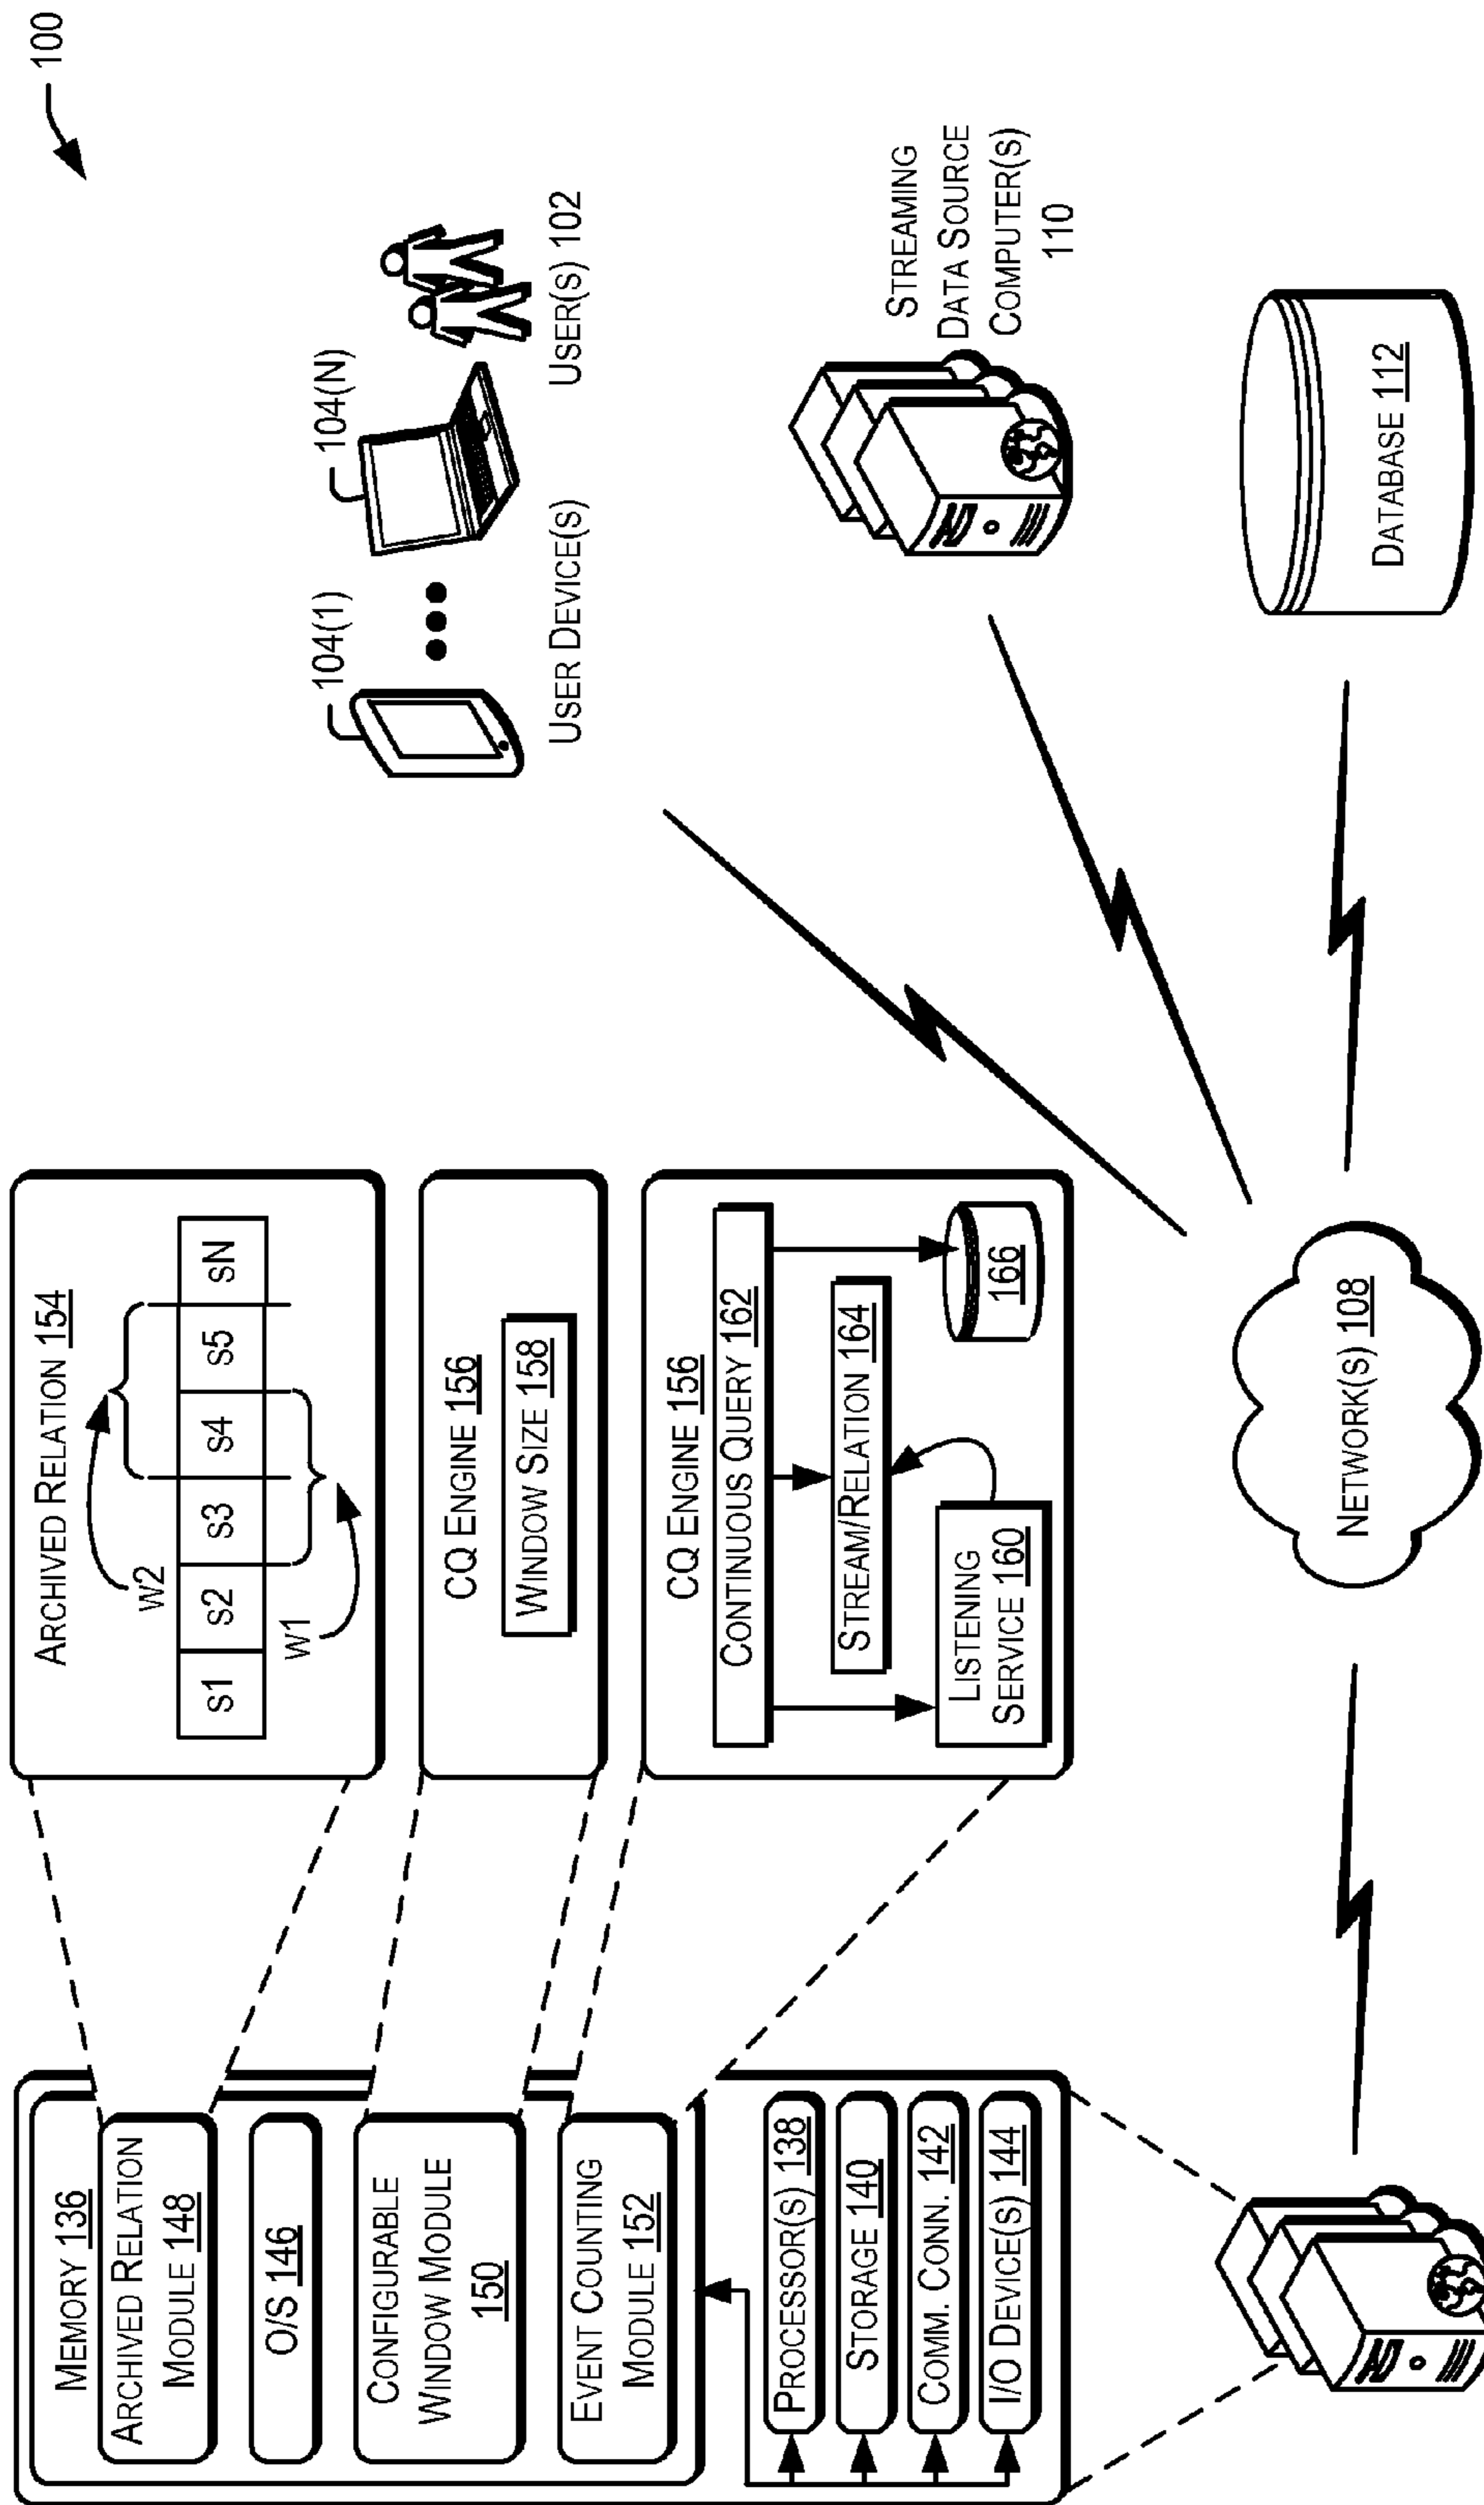 100
MEMORY 136
ARCHIVED RELATION
MODULE 148
O/S 146
CONFIGURABLE
WINDOW MODULE
150
EVENT COUNTING
MODULE 152
PROCESSOR(S) 138
STORAGE 140
COMM. CONN. 142
I/O DEVICE(S) 144
ARCHIVED RELATION 154
W2
s1 s2 s3 s4 s5 sN
W1
CQ ENGINE 156
WINDOW SIZE 158
CQ ENGINE 156
CONTINUOUS QUERY 162
STREAM/RELATION 164
LISTENING
SERVICE 160
166
104(1)
104(N)
USER DEVICE(S)
USER(S) 102
STREAMING
DATA SOURCE
COMPUTER(S)
110
NETWORK(S) 108
DATABASE 112